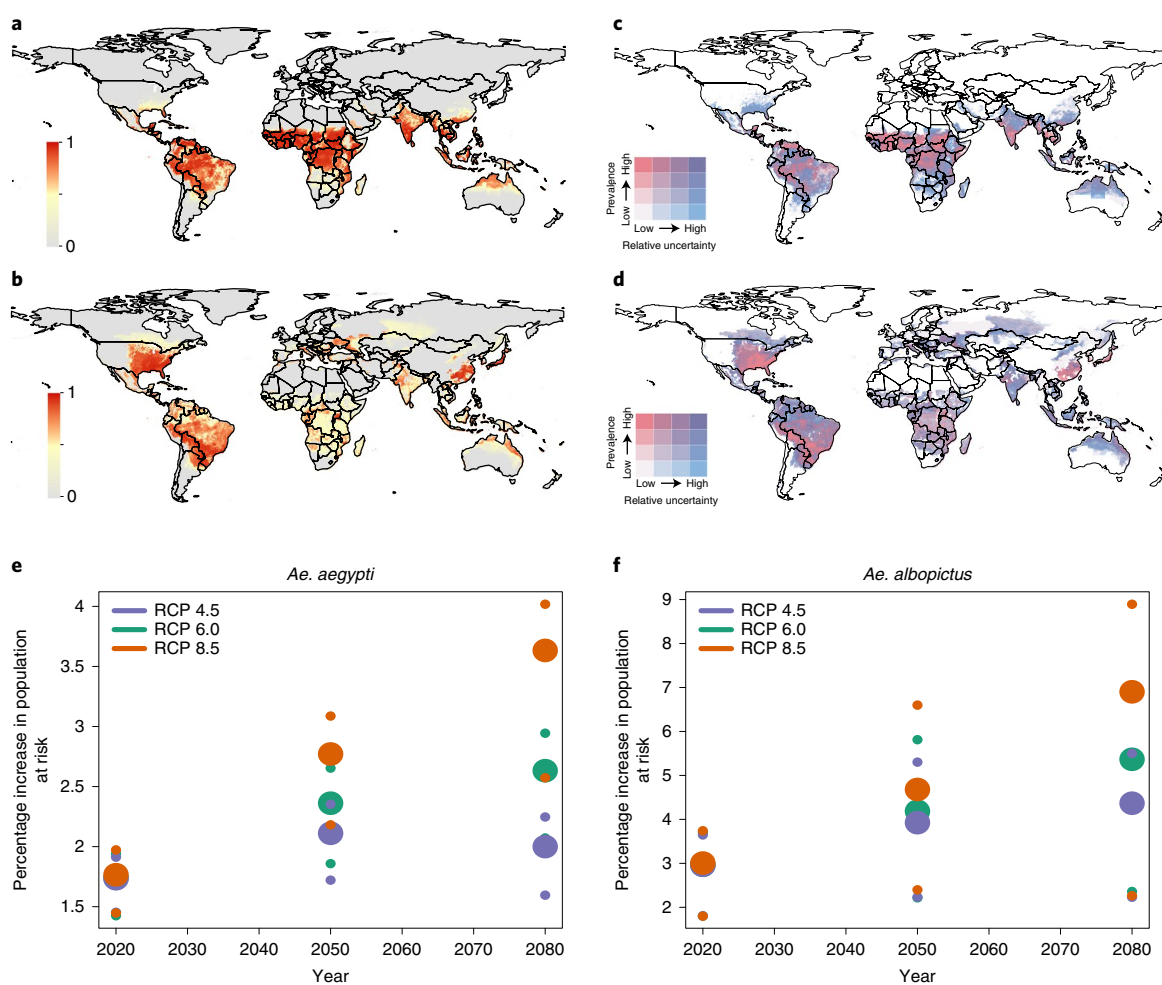 a
1
0
c
High
Prevalence
Low
Low → High
Relative uncertainty
b
1
0
d
High
Prevalence
Low
Low → High
Relative uncertainty
e
Ae. aegypti
RCP 4.5
RCP 6.0
RCP 8.5
4
3.5
3
2.5
2
1.5
Percentage increase in population
at risk
2020 2030 2040 2050 2060 2070 2080
Year
f
Ae. albopictus
RCP 4.5
RCP 6.0
RCP 8.5
9
8
7
6
5
4
3
2
Percentage increase in population
at risk
2020 2030 2040 2050 2060 2070 2080
Year